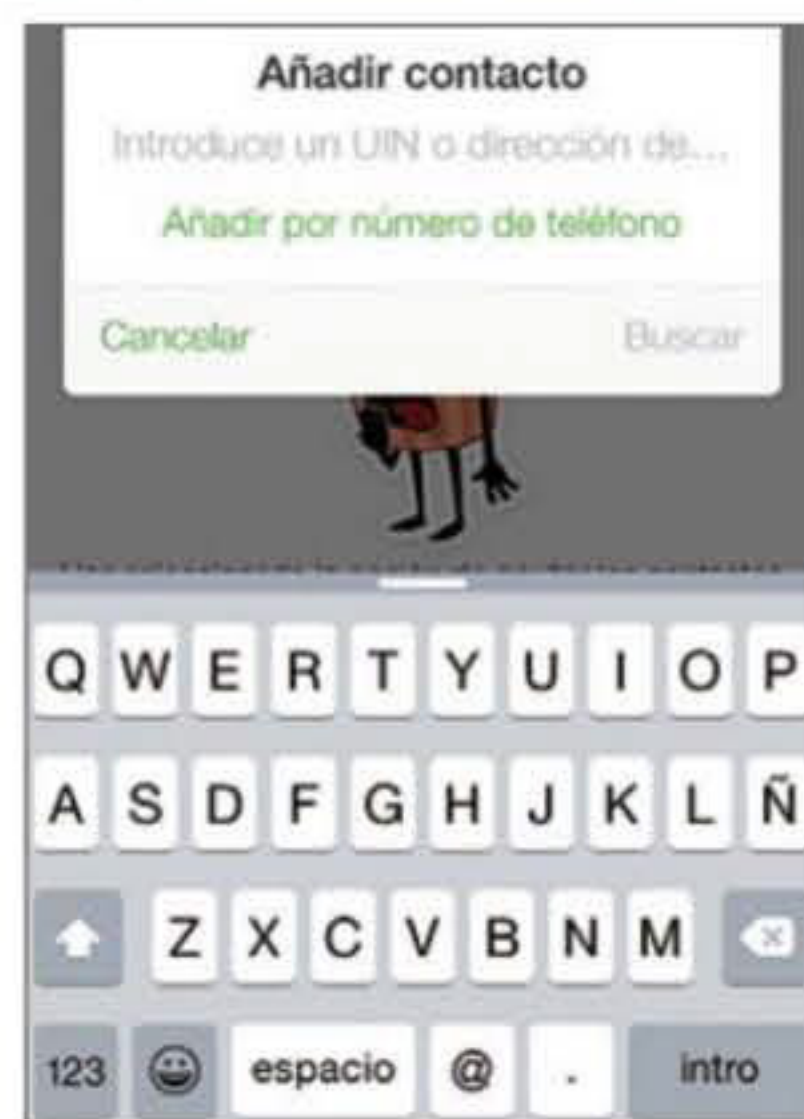 Añadir contacto
Introduce un UIN o dirección de...
Añadir por número de teléfono
Cancelar Buscar
Q W E R T Y U I O P
A S D F G H J K L Ñ
Z X C V B N M
123 espacio @ . intro